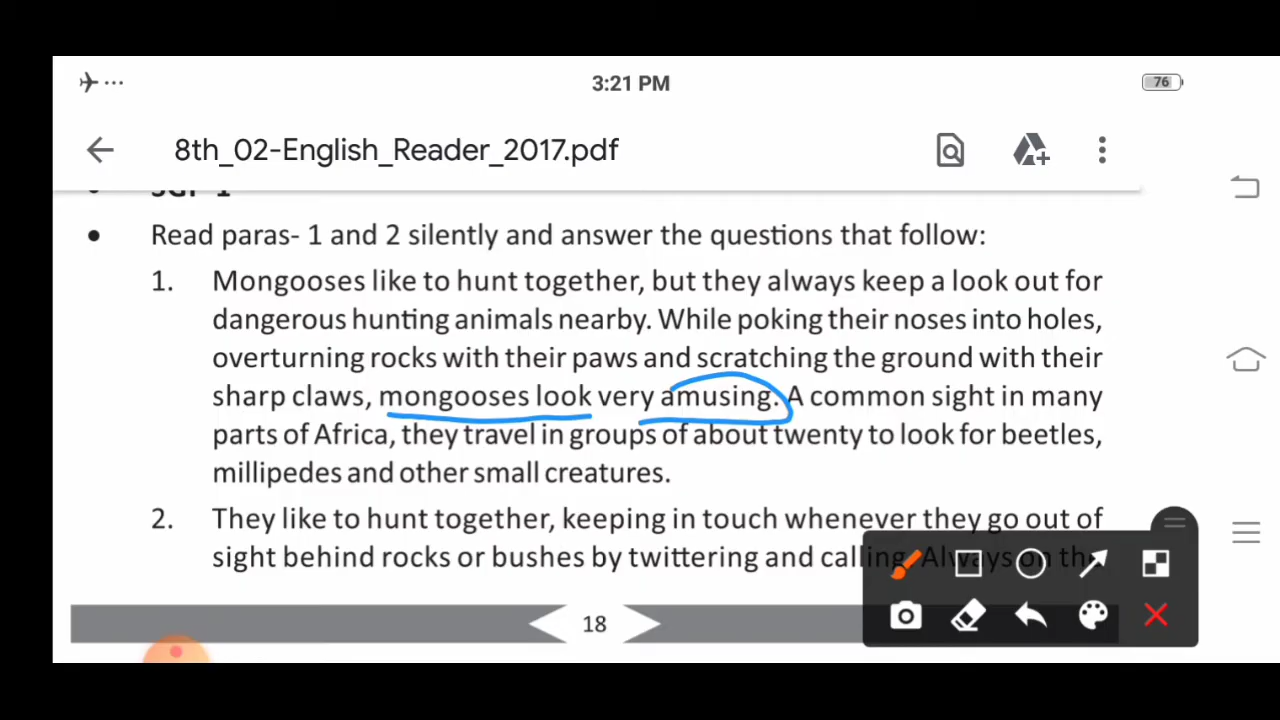 3:21 PM
76
8th_02-English_Reader_2017.pdf
Read paras- 1 and 2 silently and answer the questions that follow:
1. Mongooses like to hunt together, but they always keep a look out for
dangerous hunting animals nearby. While poking their noses into holes,
overturning rocks with their paws and scratching the ground with their
sharp claws, mongooses look very amusing. A common sight in many
parts of Africa, they travel in groups of about twenty to look for beetles,
millipedes and other small creatures.
2. They like to hunt together, keeping in touch whenever they go out of
sight behind rocks or bushes by twittering and calling. Always on the
18